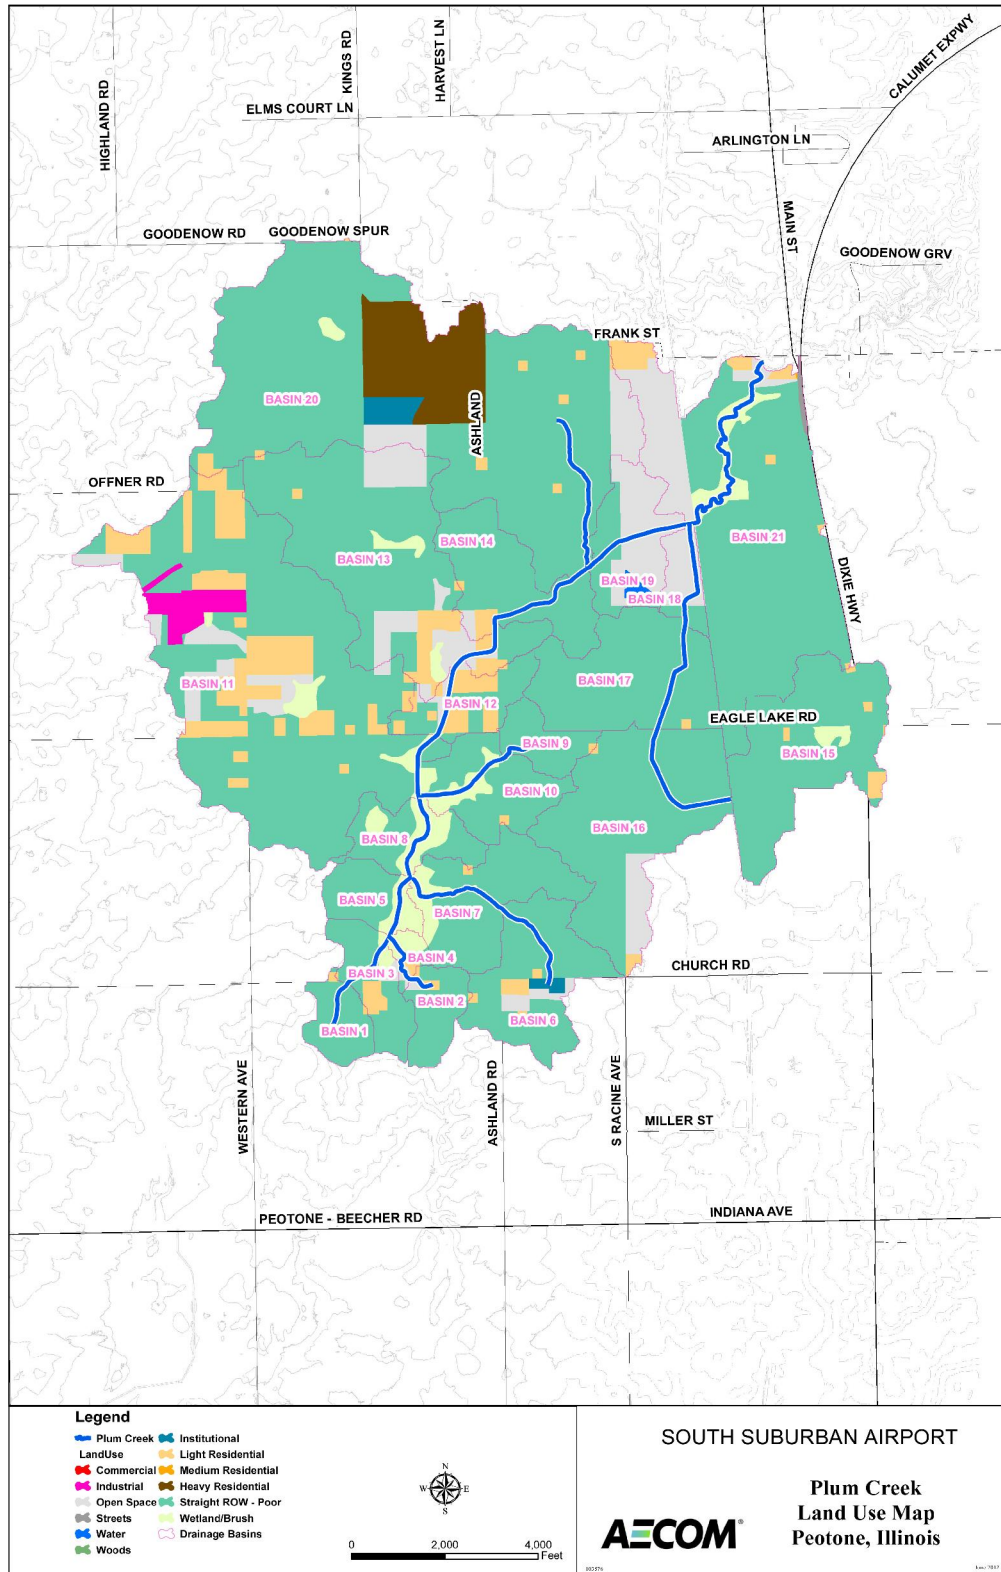 CALUMET EXPWY
KINGS RD
HARVEST LN
HIGHLAND RD
ELMS COURT LN
ARLINGTON LN
MAIN ST
GOODENOW RD
GOODENOW SPUR
GOODENOW GRV
FRANK ST
BASIN 20
ASHLAND
OFFNER RD
BASIN 14
BASIN 21
BASIN 13
BASIN 19
DIXIE HWY
BASIN 18
BASIN 17
BASIN 11
BASIN 12
EAGLE LAKE RD
BASIN 9
BASIN 15
BASIN 10
BASIN 16
BASIN 8
BASIN 5
BASIN 7
BASIN 4
CHURCH RD
BASIN 3
BASIN 2
BASIN 6
BASIN 1
WESTERN AVE
ASHLAND RD
S RACINE AVE
MILLER ST
PEOTONE - BEECHER RD
INDIANA AVE
Legend
Plum Creek
LandUse
Commercial
Industrial
Open Space
Streets
Water
Woods
Institutional
Light Residential
Medium Residential
Heavy Residential
Straight ROW - Poor
Wetland/Brush
Drainage Basins
N
W E
S
0 2,000 4,000
Feet
SOUTH SUBURBAN AIRPORT
AECOM
Plum Creek
Land Use Map
Peotone, Illinois